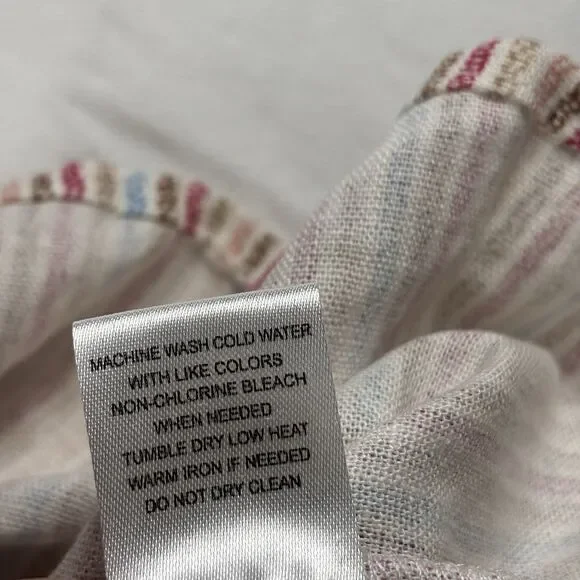 MACHINE WASH COLD WATER
WITH LIKE COLORS
NON-CHLORINE BLEACH
WHEN NEEDED
TUMBLE DRY LOW HEAT
WARM IRON IF NEEDED
DO NOT DRY CLEAN